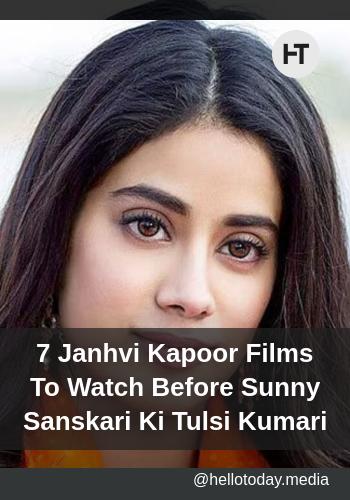 HT
7 Janhvi Kapoor Films
To Watch Before Sunny
Sanskari Ki Tulsi Kumari
@hellotoday.media